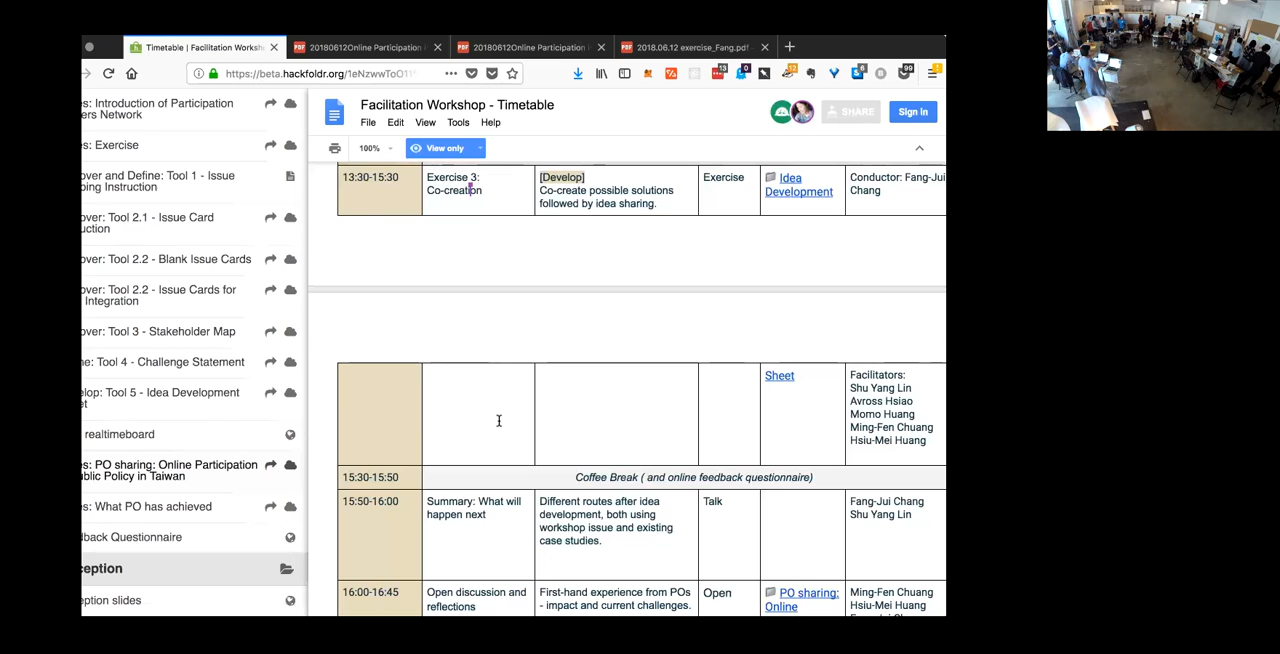 Timetable | Facilitation Worksh
20180612Online Participation
20180612Online Participation
2018.06.12 exercise_Fang.pdf
https://beta.hackfoldr.org/1eNzwwToO11
es: Introduction of Participation
ers Network
es: Exercise
over and Define: Tool 1 - Issue
ping Instruction
over: Tool 2.1 - Issue Card
uction
over: Tool 2.2 - Blank Issue Cards
over: Tool 2.2 - Issue Cards for
Integration
over: Tool 3 - Stakeholder Map
ne: Tool 4 - Challenge Statement
elop: Tool 5 - Idea Development
et
realtimeboard
es: PO sharing: Online Participation
ublic Policy in Taiwan
es: What PO has achieved
dback Questionnaire
ception
eption slides
Facilitation Workshop - Timetable
File Edit View Tools Help
SHARE
Sign in
100%
View only
13:30-15:30
Exercise 3:
Co-creation
[Develop]
Co-create possible solutions
followed by idea sharing.
Exercise
Idea
Development
Conductor: Fang-Jui
Chang
Sheet
Facilitators:
Shu Yang Lin
Avross Hsiao
Momo Huang
Ming-Fen Chuang
Hsiu-Mei Huang
15:30-15:50
Coffee Break ( and online feedback questionnaire)
15:50-16:00
Summary: What will
happen next
Different routes after idea
development, both using
workshop issue and existing
case studies.
Talk
Fang-Jui Chang
Shu Yang Lin
16:00-16:45
Open discussion and
reflections
First-hand experience from POs
- impact and current challenges.
Open
PO sharing:
Online
Ming-Fen Chuang
Hsiu-Mei Huang